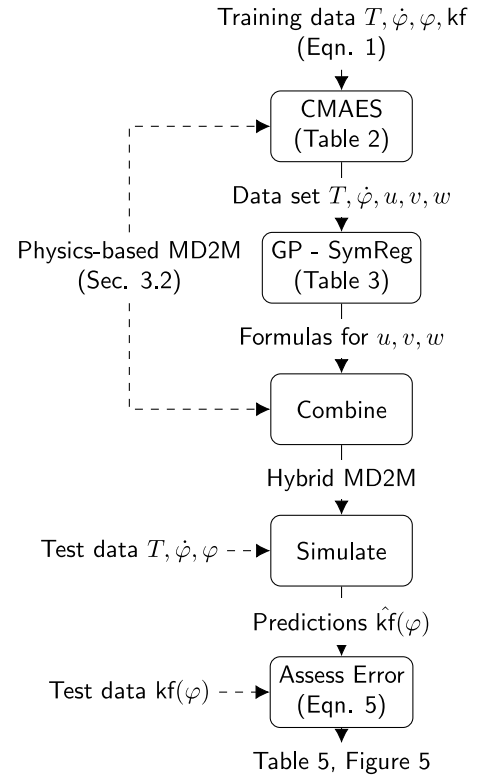 Training data T, φ̇, φ, kf
(Eqn. 1)
CMAES
(Table 2)
Data set T, φ̇, u, v, w
Physics-based MD2M
(Sec. 3.2)
GP - SymReg
(Table 3)
Formulas for u, v, w
Combine
Hybrid MD2M
Test data T, φ̇, φ
Simulate
Predictions k̂f(φ)
Test data kf(φ)
Assess Error
(Eqn. 5)
Table 5, Figure 5